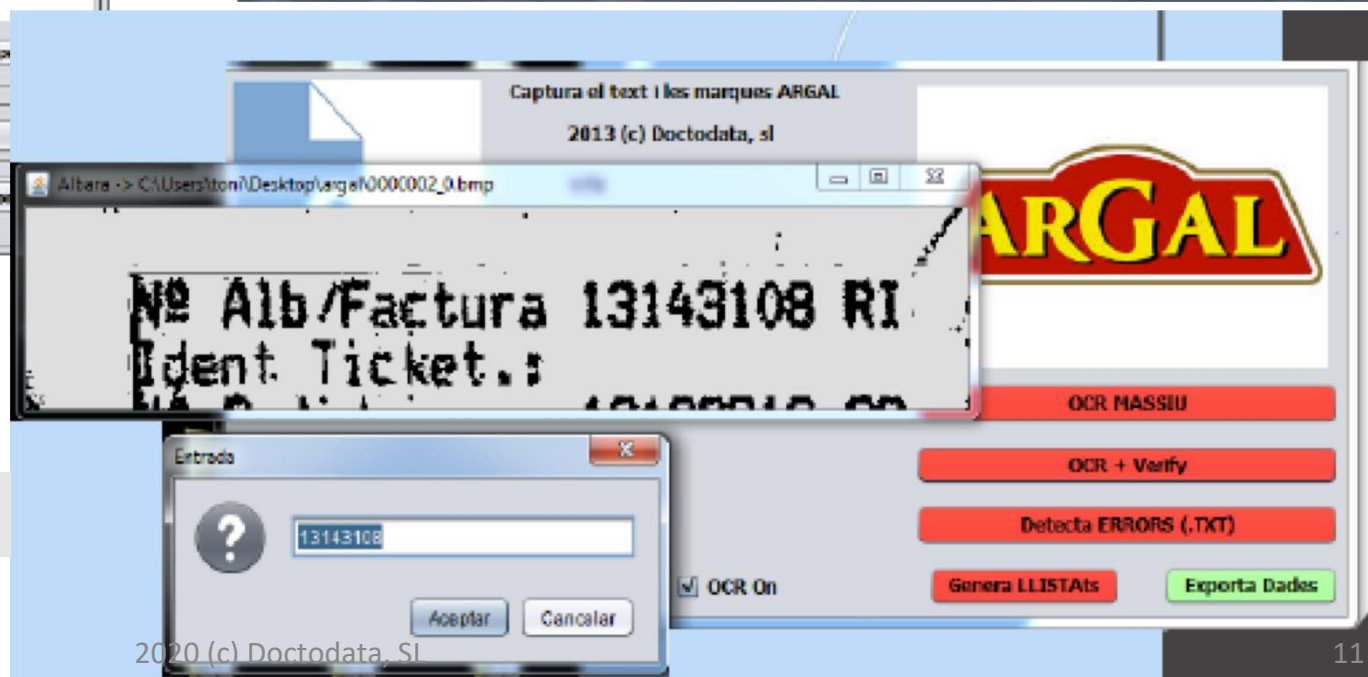 Captura el text i les marques ARGAL
2013 (c) Doctodata, sl
ARGAL
Albara -> C:\Users\toni\Desktop\argal\0000002_0.bmp
Nº Alb/Factura 13143108 RI
Ident Ticket.:
OCR MASSIU
OCR + Verify
Detecta ERRORS (.TXT)
OCR On
Genera LLISTAts
Exporta Dades
Entrada
13143108
Aceptar
Cancelar
2020 (c) Doctodata, SL
11